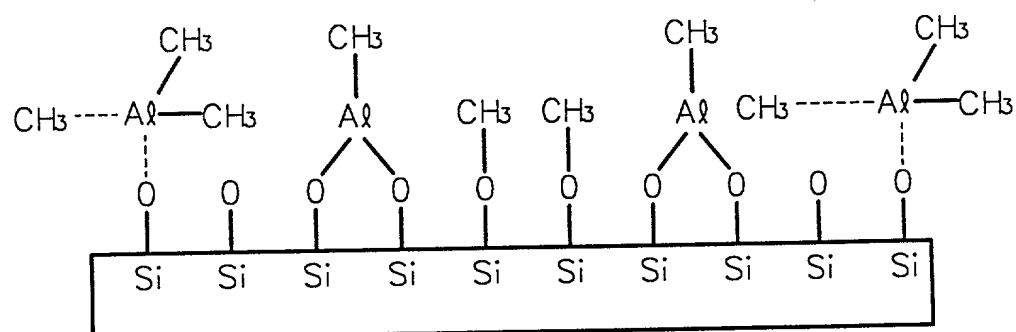 CH3 CH3 CH3 CH3
CH3 Al CH3 Al CH3 CH3 Al CH3 Al CH3
O O O O O O O O O O
Si Si Si Si Si Si Si Si Si Si